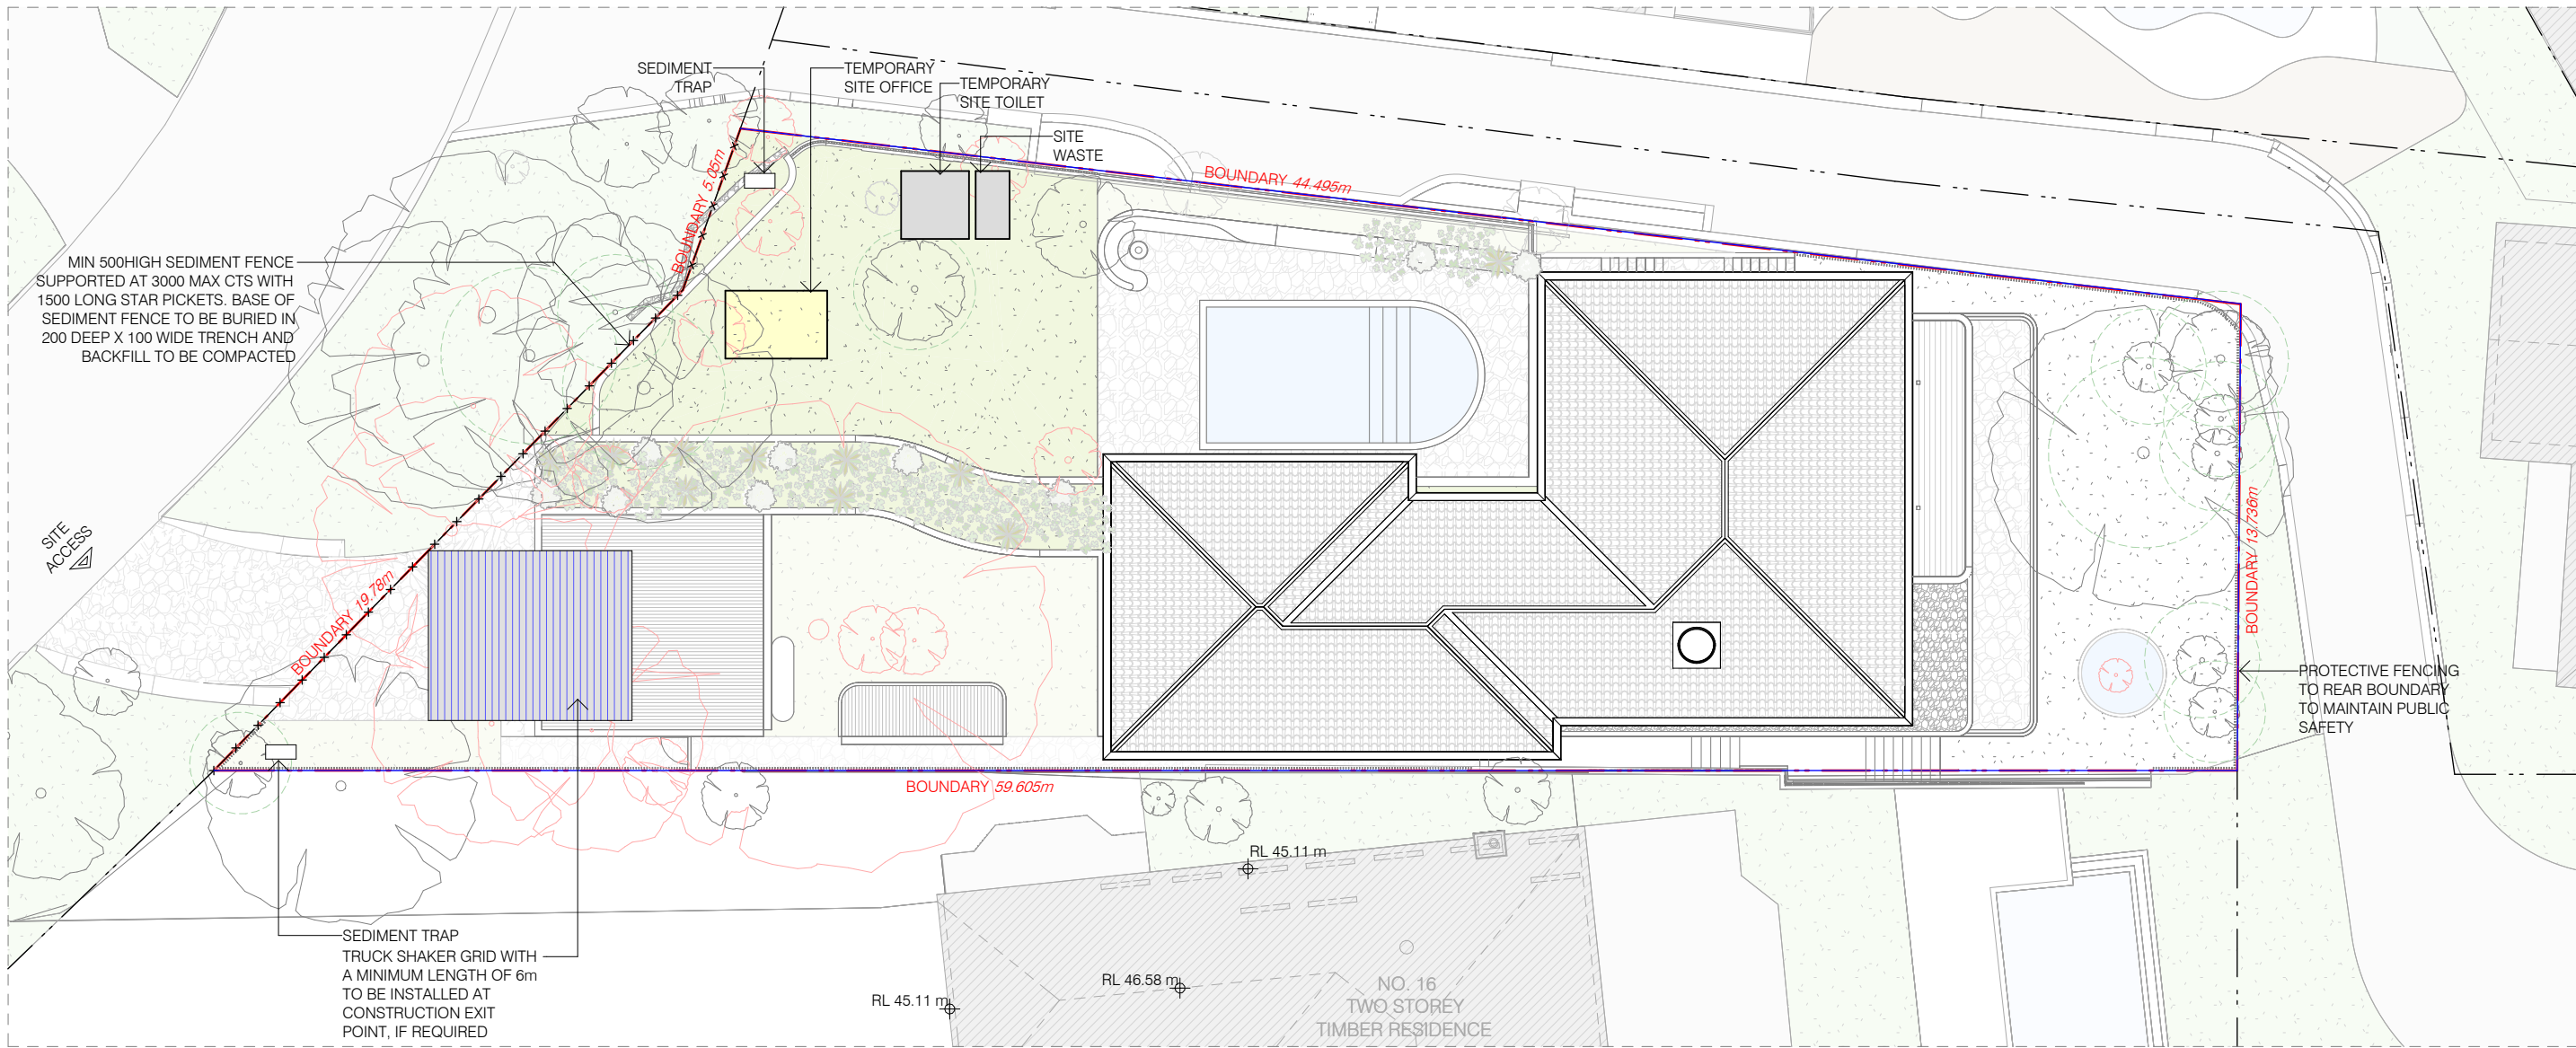 SEDIMENT
TRAP
TEMPORARY
SITE OFFICE
TEMPORARY
SITE TOILET
SITE
WASTE
BOUNDARY 5.05m
BOUNDARY 44.495m
MIN 500HIGH SEDIMENT FENCE
SUPPORTED AT 3000 MAX CTS WITH
1500 LONG STAR PICKETS. BASE OF
SEDIMENT FENCE TO BE BURIED IN
200 DEEP X 100 WIDE TRENCH AND
BACKFILL TO BE COMPACTED
SITE
ACCESS
BOUNDARY 19.78m
BOUNDARY 13.736m
PROTECTIVE FENCING
TO REAR BOUNDARY
TO MAINTAIN PUBLIC
SAFETY
BOUNDARY 59.605m
SEDIMENT TRAP
TRUCK SHAKER GRID WITH
A MINIMUM LENGTH OF 6m
TO BE INSTALLED AT
CONSTRUCTION EXIT
POINT, IF REQUIRED
RL 45.11 m
RL 46.58 m
RL 45.11 m
NO. 16
TWO STOREY
TIMBER RESIDENCE